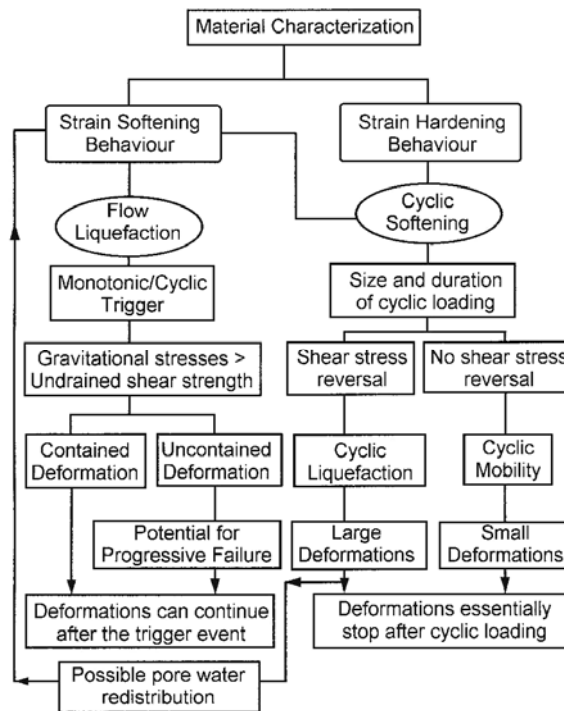 Material Characterization
Strain Softening
Behaviour
Strain Hardening
Behaviour
Flow
Liquefaction
Cyclic
Softening
Monotonic/Cyclic
Trigger
Size and duration
of cyclic loading
Gravitational stresses >
Undrained shear strength
Shear stress
reversal
No shear stress
reversal
Contained
Deformation
Uncontained
Deformation
Cyclic
Liquefaction
Cyclic
Mobility
Potential for
Progressive Failure
Large
Deformations
Small
Deformations
Deformations can continue
after the trigger event
Deformations essentially
stop after cyclic loading
Possible pore water
redistribution